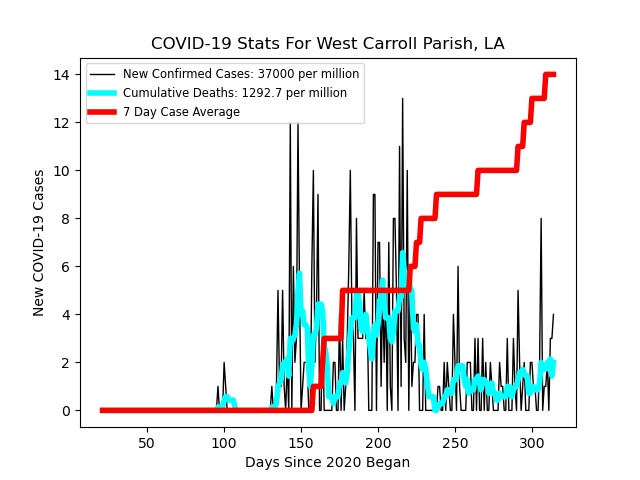 COVID-19 Stats For West Carroll Parish, LA
New Confirmed Cases: 37000 per million
Cumulative Deaths: 1292.7 per million
7 Day Case Average
New COVID-19 Cases
14
12
10
8
6
4
2
0
50 100 150 200 250 300
Days Since 2020 Began